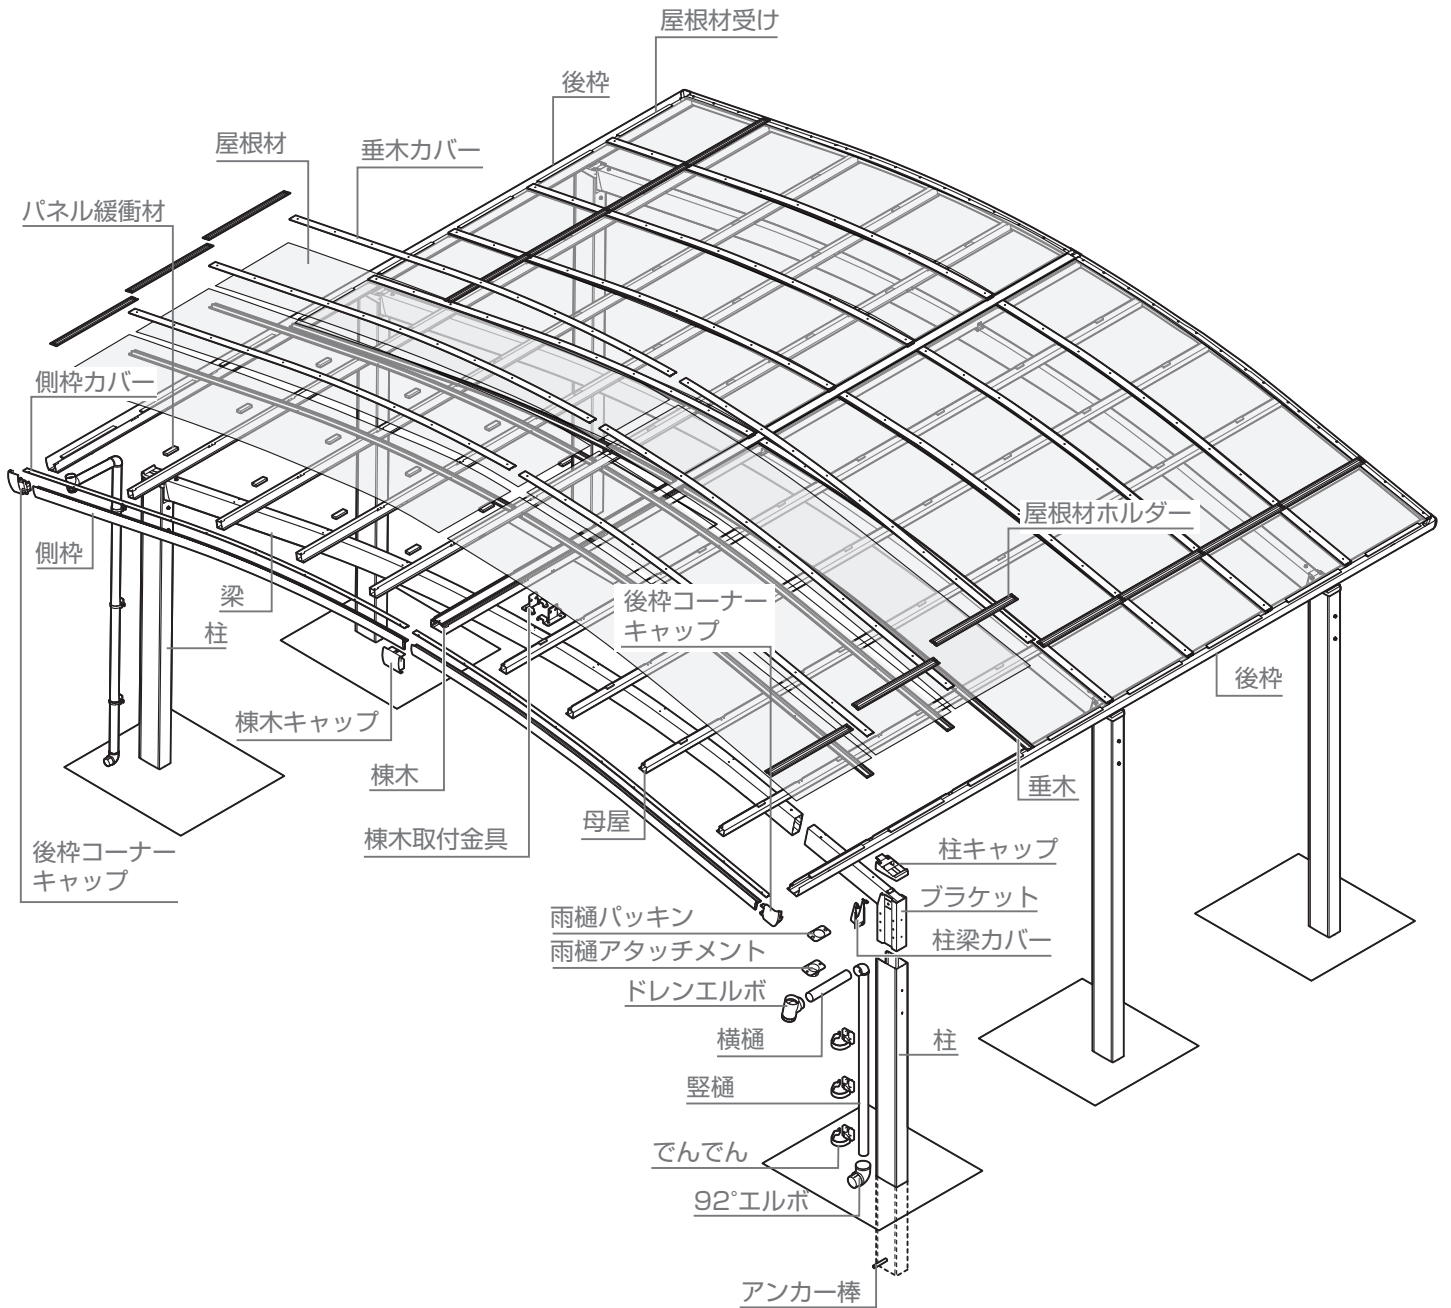 屋根材受け
後枠
屋根材
垂木カバー
パネル緩衝材
側枠カバー
屋根材ホルダー
側枠
梁
後枠コーナー
キャップ
柱
後枠
棟木キャップ
棟木
垂木
母屋
棟木取付金具
後枠コーナー
キャップ
柱キャップ
ブラケット
雨樋パッキン
柱梁カバー
雨樋アタッチメント
ドレンエルボ
横樋
柱
竪樋
でんでん
92°エルボ
アンカー棒